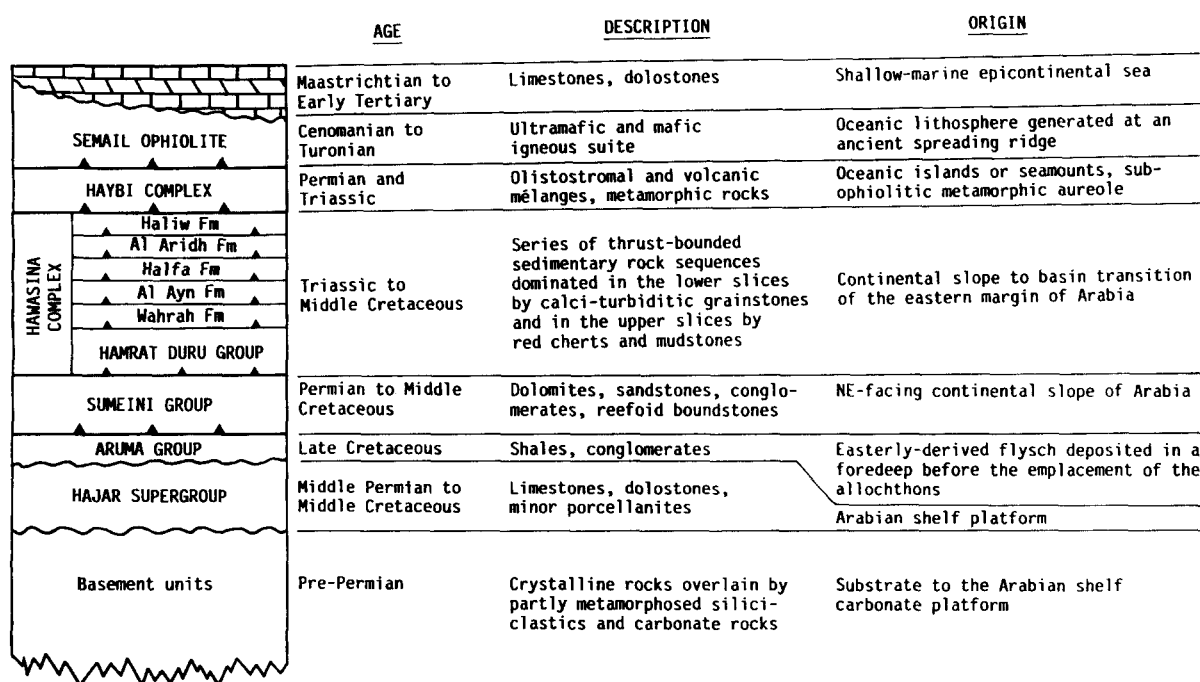 AGE DESCRIPTION ORIGIN
Maastrichtian to
Early Tertiary
Limestones, dolostones
Shallow-marine epicontinental sea
SEMAIL OPHIOLITE
Cenomanian to
Turonian
Ultramafic and mafic
igneous suite
Oceanic lithosphere generated at an
ancient spreading ridge
HAYBI COMPLEX
Permian and
Triassic
Olistostromal and volcanic
mélanges, metamorphic rocks
Oceanic islands or seamounts, sub-
ophiolitic metamorphic aureole
HAWASINA
COMPLEX
Haliw Fm
Al Aridh Fm
Halfa Fm
Al Ayn Fm
Wahrah Fm
HAMRAT DURU GROUP
Triassic to
Middle Cretaceous
Series of thrust-bounded
sedimentary rock sequences
dominated in the lower slices
by calci-turbiditic grainstones
and in the upper slices by
red cherts and mudstones
Continental slope to basin transition
of the eastern margin of Arabia
SUMEINI GROUP
Permian to Middle
Cretaceous
Dolomites, sandstones, conglo-
merates, reefoid boundstones
NE-facing continental slope of Arabia
ARUMA GROUP
Late Cretaceous
Shales, conglomerates
Easterly-derived flysch deposited in a
foredeep before the emplacement of the
allochthons
HAJAR SUPERGROUP
Middle Permian to
Middle Cretaceous
Limestones, dolostones,
minor porcellanites
Arabian shelf platform
Basement units
Pre-Permian
Crystalline rocks overlain by
partly metamorphosed silici-
clastics and carbonate rocks
Substrate to the Arabian shelf
carbonate platform